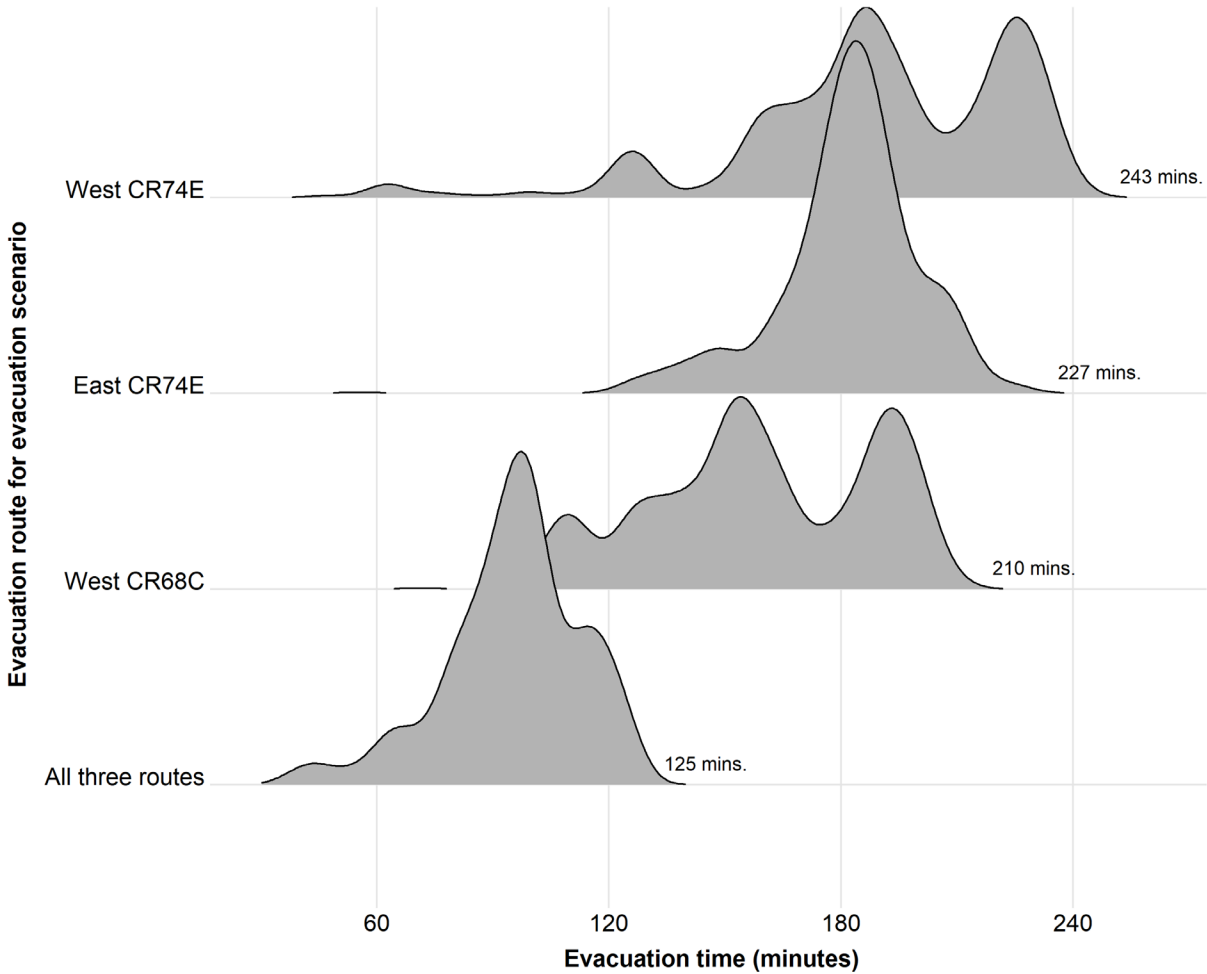 West CR74E
243 mins.
East CR74E
227 mins.
West CR68C
210 mins.
All three routes
125 mins.
60
120
180
240
Evacuation time (minutes)
Evacuation route for evacuation scenario